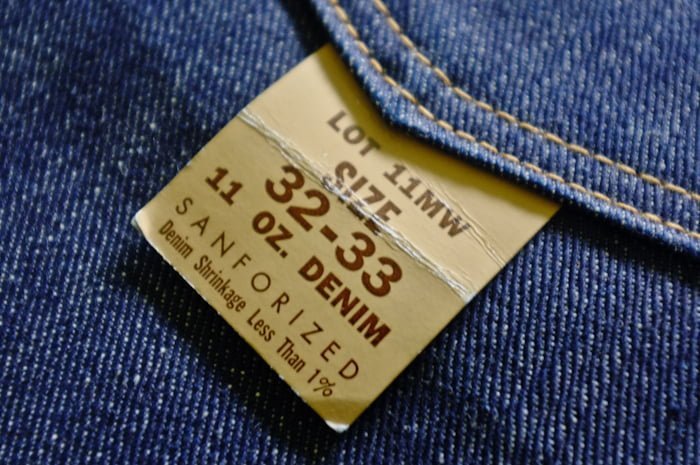 LOT 11MW
SIZE
32-33
11 OZ. DENIM
SANFORIZED
Denim Shrinkage Less Than 1%